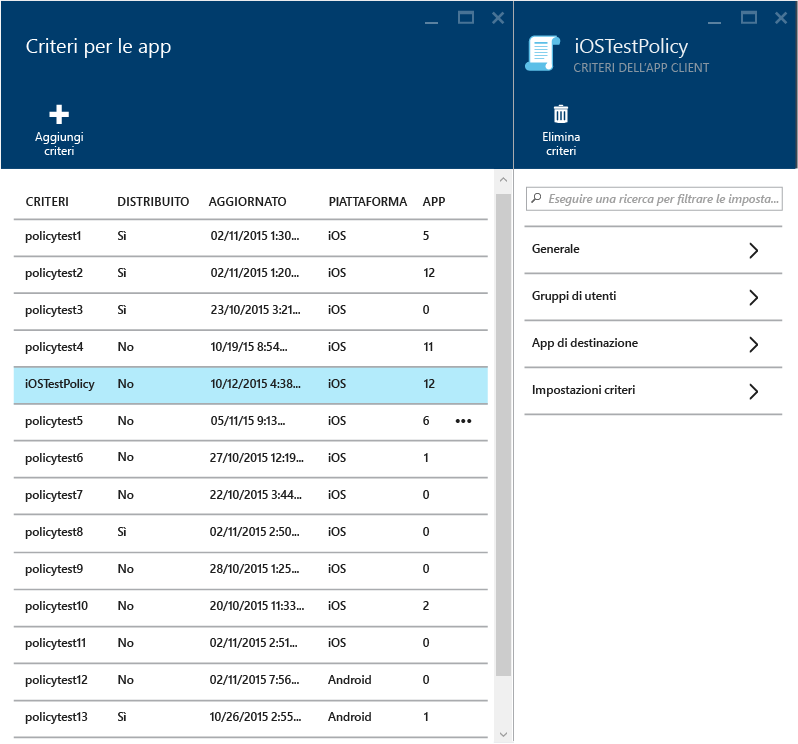 Criteri per le app
Aggiungi
criteri
CRITERI DISTRIBUITO AGGIORNATO PIATTAFORMA APP
policytest1 Sì 02/11/2015 1:30... iOS 5
policytest2 Sì 02/11/2015 1:20... iOS 12
policytest3 Sì 23/10/2015 3:21... iOS 0
policytest4 No 10/19/15 8:54... iOS 11
iOSTestPolicy No 10/12/2015 4:38... iOS 12
policytest5 No 05/11/15 9:13... iOS 6 •••
policytest6 No 27/10/2015 12:19... iOS 1
policytest7 No 22/10/2015 3:44... iOS 0
policytest8 Sì 02/11/2015 2:50... iOS 0
policytest9 No 28/10/2015 1:25... iOS 0
policytest10 No 20/10/2015 11:33... iOS 2
policytest11 No 02/11/2015 2:51... iOS 0
policytest12 No 02/11/2015 7:56... Android 0
policytest13 Sì 10/26/2015 2:55... Android 1
iOSTestPolicy
CRITERI DELL'APP CLIENT
Elimina
criteri
Eseguire una ricerca per filtrare le imposta...
Generale
Gruppi di utenti
App di destinazione
Impostazioni criteri